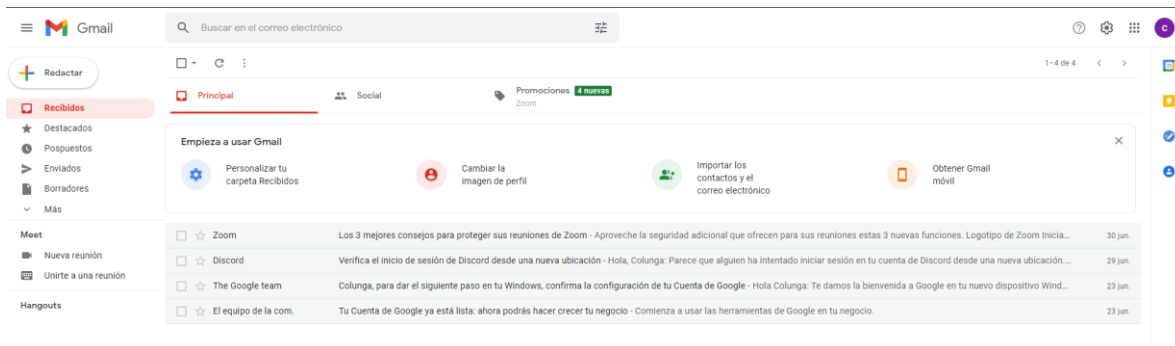 Gmail
Buscar en el correo electrónico
C
Redactar
1–4 de 4
Principal
Social
Promociones 4 nuevas
Zoom
Recibidos
Destacados
Pospuestos
Enviados
Borradores
Más
Empieza a usar Gmail
Personalizar tu
carpeta Recibidos
Cambiar la
imagen de perfil
Importar los
contactos y el
correo electrónico
Obtener Gmail
móvil
Meet
Nueva reunión
Unirte a una reunión
Hangouts
Zoom Los 3 mejores consejos para proteger sus reuniones de Zoom - Aproveche la seguridad adicional que ofrecen para sus reuniones estas 3 nuevas funciones. Logotipo de Zoom Inicia... 30 jun.
Discord Verifica el inicio de sesión de Discord desde una nueva ubicación - Hola, Colunga: Parece que alguien ha intentado iniciar sesión en tu cuenta de Discord desde una nueva ubicación.... 29 jun.
The Google team Colunga, para dar el siguiente paso en tu Windows, confirma la configuración de tu Cuenta de Google - Hola Colunga: Te damos la bienvenida a Google en tu nuevo dispositivo Wind... 23 jun.
El equipo de la com. Tu Cuenta de Google ya está lista: ahora podrás hacer crecer tu negocio - Comienza a usar las herramientas de Google en tu negocio. 23 jun.